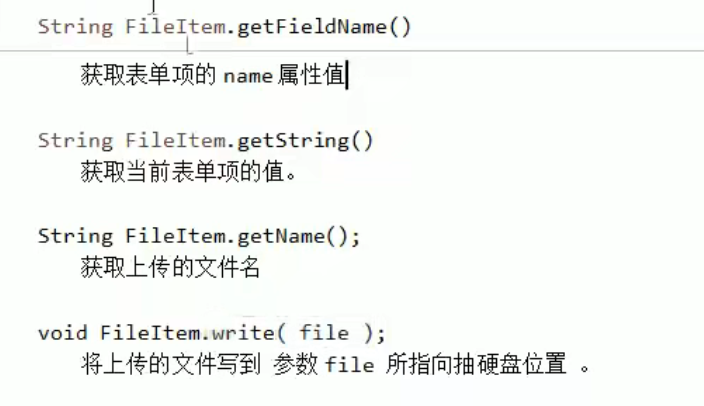 String FileItem.getFieldName()
获取表单项的 name 属性值
String FileItem.getString()
获取当前表单项的值。
String FileItem.getName();
获取上传的文件名
void FileItem.write( file );
将上传的文件写到 参数 file 所指向抽硬盘位置 。